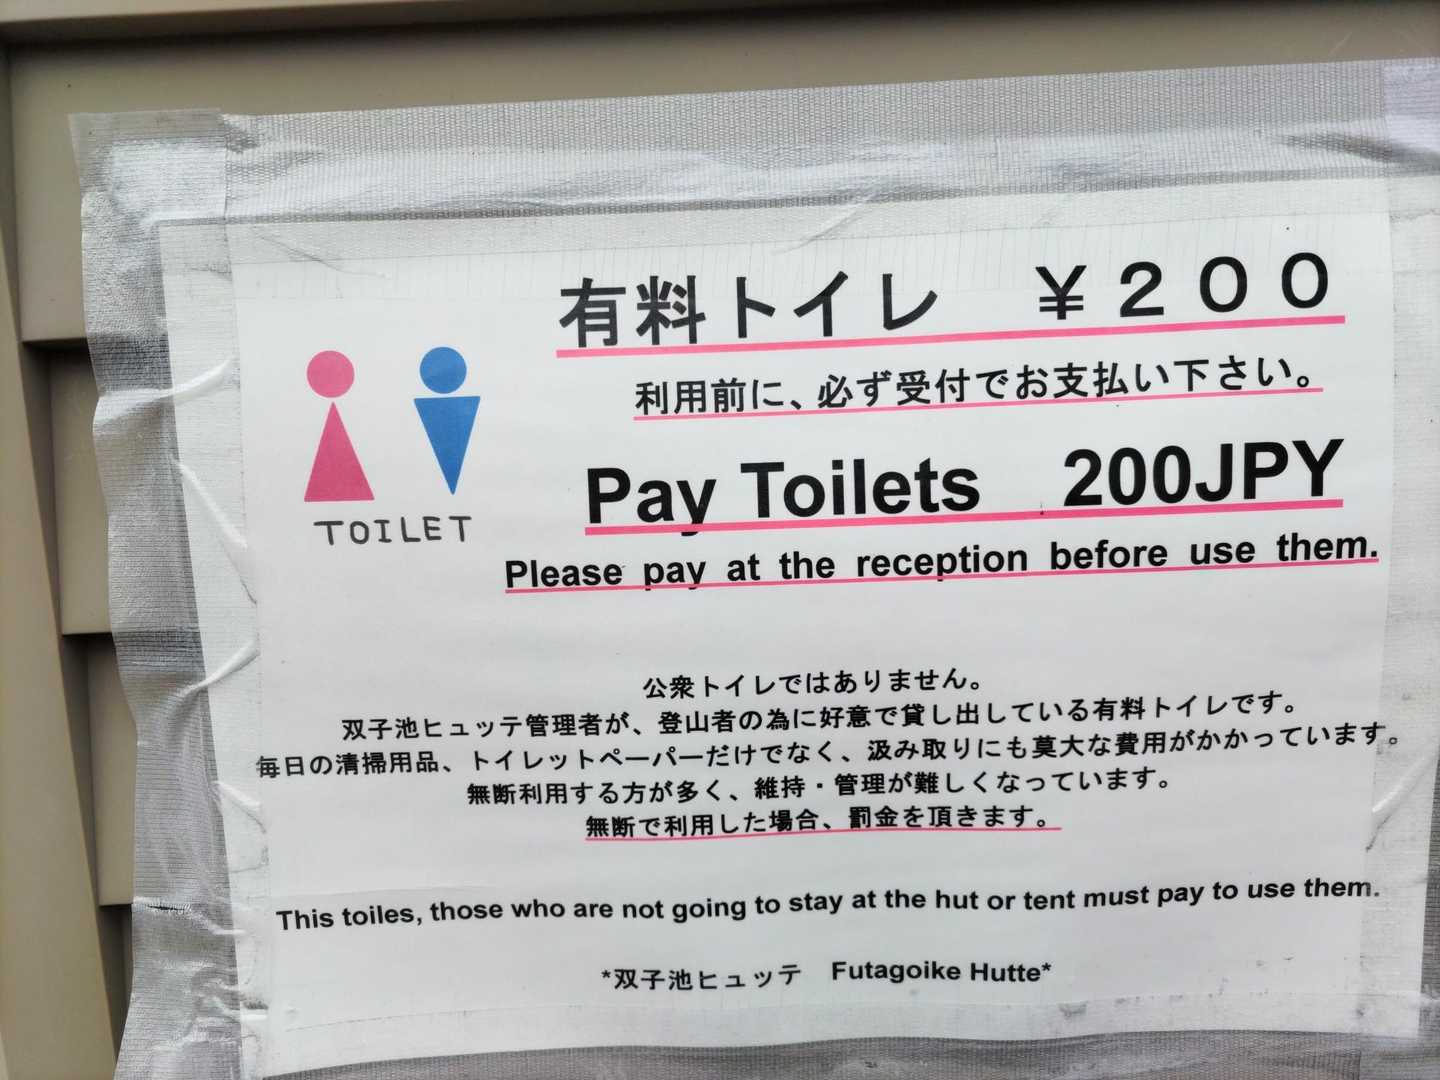 有料トイレ　￥２００
利用前に、必ず受付でお支払い下さい。
Pay Toilets　200JPY
Please pay at the reception before use them.
TOILET
公衆トイレではありません。
双子池ヒュッテ管理者が、登山者の為に好意で貸し出している有料トイレです。
毎日の清掃用品、トイレットペーパーだけでなく、汲み取りにも莫大な費用がかかっています。
無断利用する方が多く、維持・管理が難しくなっています。
無断で利用した場合、罰金を頂きます。
This toiles, those who are not going to stay at the hut or tent must pay to use them.
*双子池ヒュッテ　Futagoike Hutte*